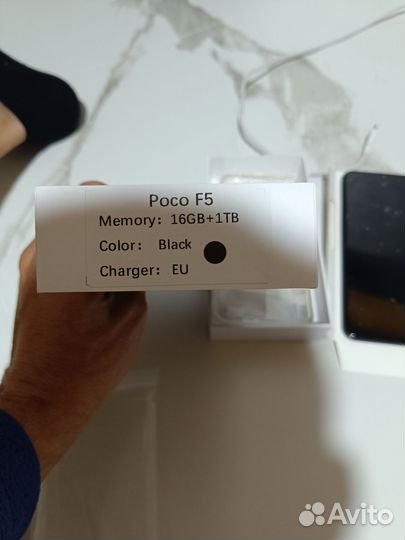 Poco F5
Memory: 16GB+1TB
Color: Black
Charger: EU
Avito